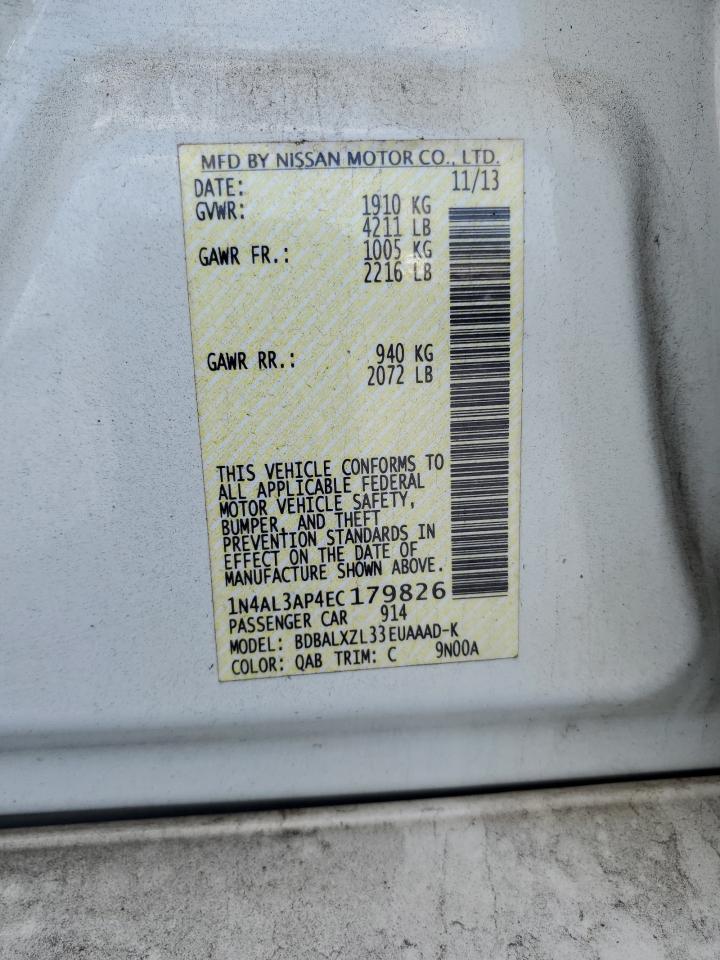 MFD BY NISSAN MOTOR CO., LTD.
DATE: 11/13
GVWR: 1910 KG
4211 LB
GAWR FR.: 1005 KG
2216 LB
GAWR RR.: 940 KG
2072 LB
THIS VEHICLE CONFORMS TO
ALL APPLICABLE FEDERAL
MOTOR VEHICLE SAFETY,
BUMPER, AND THEFT
PREVENTION STANDARDS IN
EFFECT ON THE DATE OF
MANUFACTURE SHOWN ABOVE.
1N4AL3AP4EC179826
PASSENGER CAR 914
MODEL: BDBALXZL33EUAAAD-K
COLOR: QAB TRIM: C 9N00A